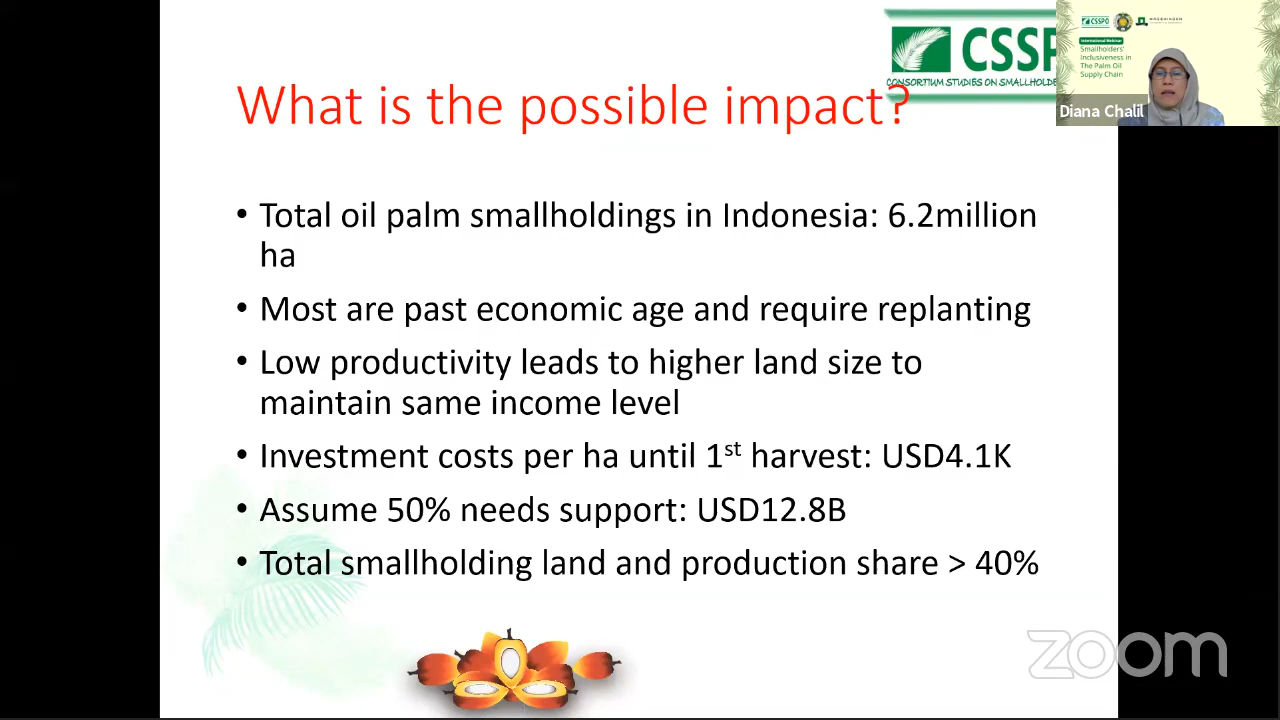 CSSP
CONSORTIUM STUDIES ON SMALLHOLDE
What is the possible impact?
• Total oil palm smallholdings in Indonesia: 6.2million
ha
• Most are past economic age and require replanting
• Low productivity leads to higher land size to
maintain same income level
• Investment costs per ha until 1st harvest: USD4.1K
• Assume 50% needs support: USD12.8B
• Total smallholding land and production share > 40%
CSSPO
International Webinar
Smallholders'
Inclusiveness in
The Palm Oil
Supply Chain
Diana Chalil
zoom